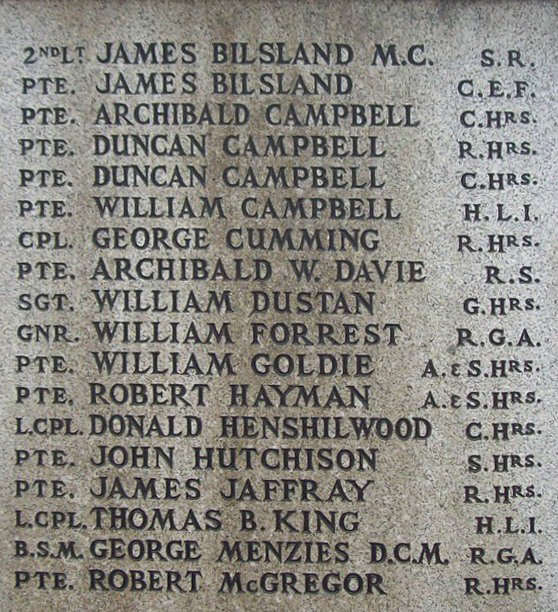 2NDLT. JAMES BILSLAND M.C. S.R.
PTE. JAMES BILSLAND C.E.F.
PTE. ARCHIBALD CAMPBELL C.HRS.
PTE. DUNCAN CAMPBELL R.HRS.
PTE. DUNCAN CAMPBELL C.HRS.
PTE. WILLIAM CAMPBELL H.L.I.
CPL. GEORGE CUMMING R.HRS.
PTE. ARCHIBALD W. DAVIE R.S.
SGT. WILLIAM DUSTAN G.HRS.
GNR. WILLIAM FORREST R.G.A.
PTE. WILLIAM GOLDIE A.&S.HRS.
PTE. ROBERT HAYMAN A.&S.HRS.
L.CPL. DONALD HENSHILWOOD C.HRS.
PTE. JOHN HUTCHISON S.HRS.
PTE. JAMES JAFFRAY R.HRS.
L.CPL. THOMAS B. KING H.L.I.
B.S.M. GEORGE MENZIES D.C.M. R.G.A.
PTE. ROBERT McGREGOR R.HRS.